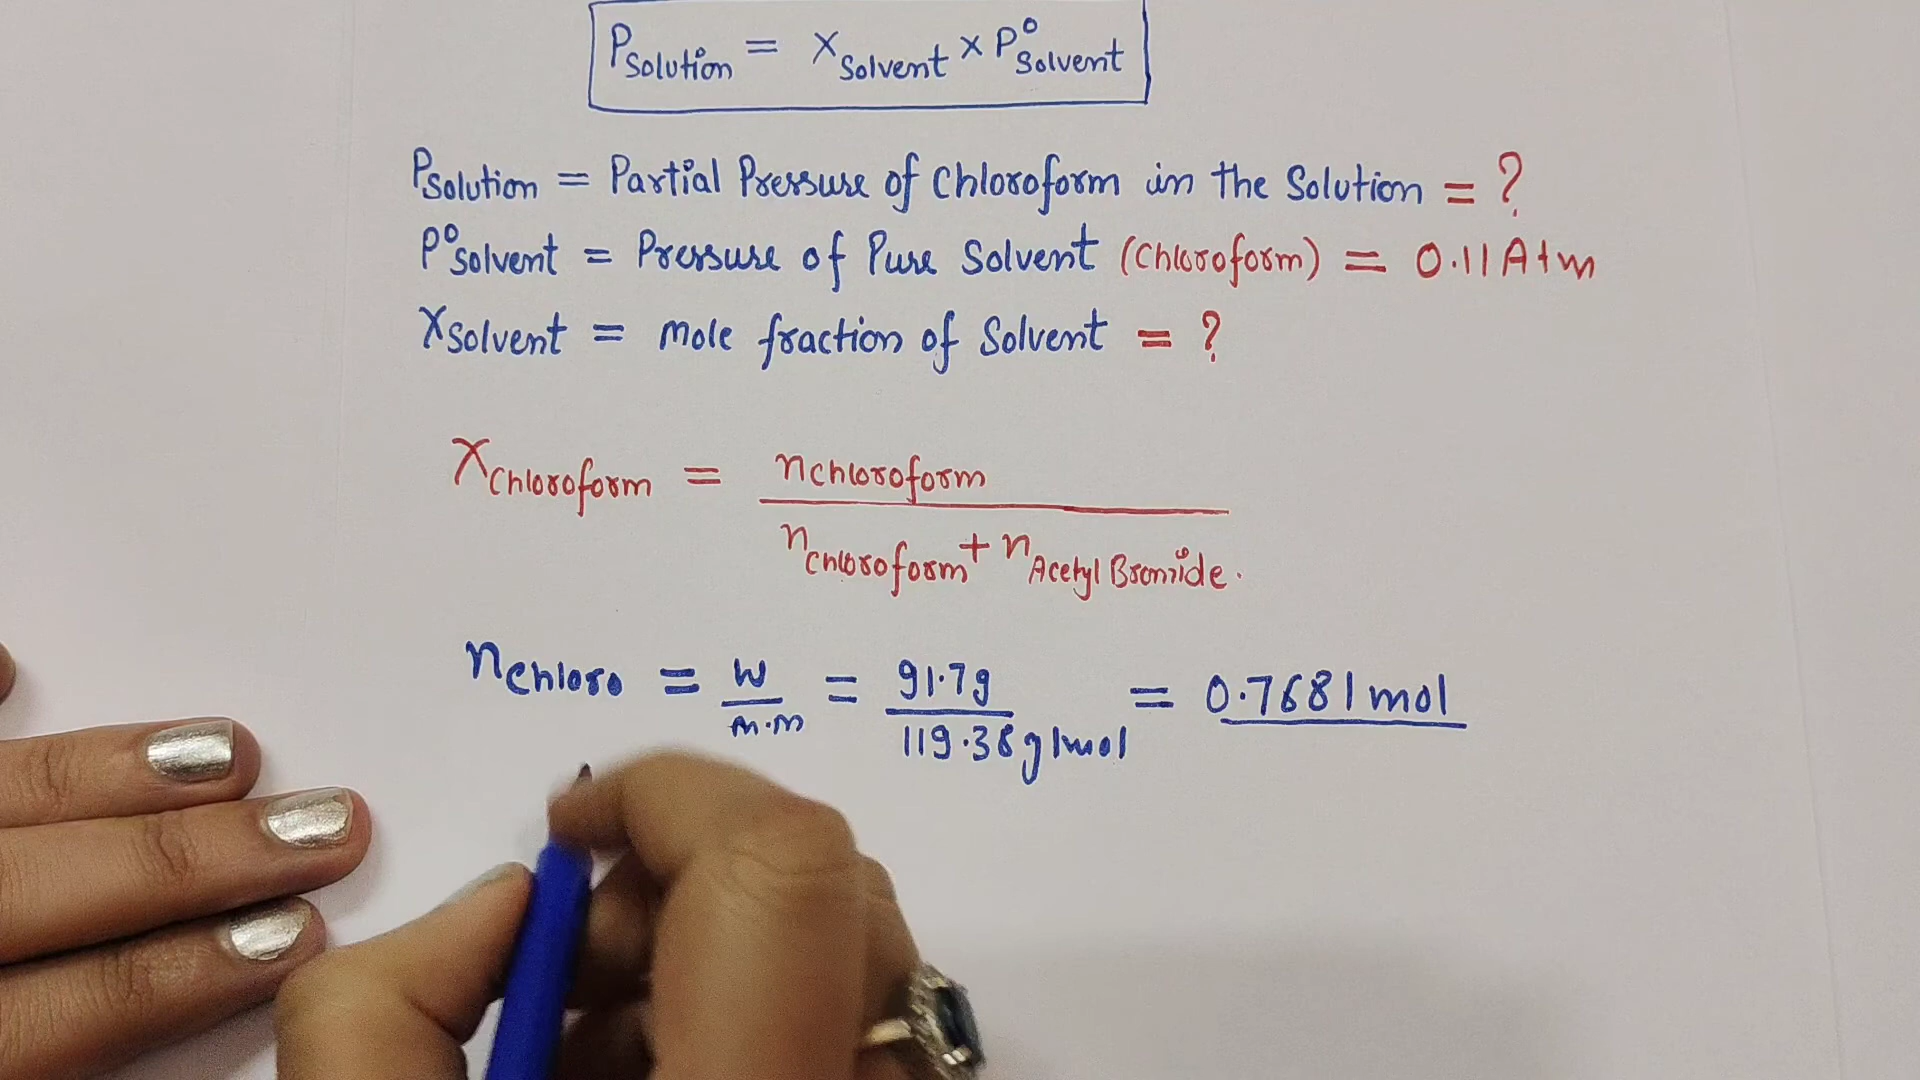 Psolution = Xsolvent × P°solvent
Psolution = Partial Pressure of Chloroform in the Solution = ?
P°solvent = Pressure of Pure Solvent (Chloroform) = 0.11 Atm
Xsolvent = mole fraction of Solvent = ?
Xchloroform = nchloroform
nchloroform + nAcetyl Bromide.
nchloro = w/m.m = 91.7g/119.38g/mol = 0.7681 mol